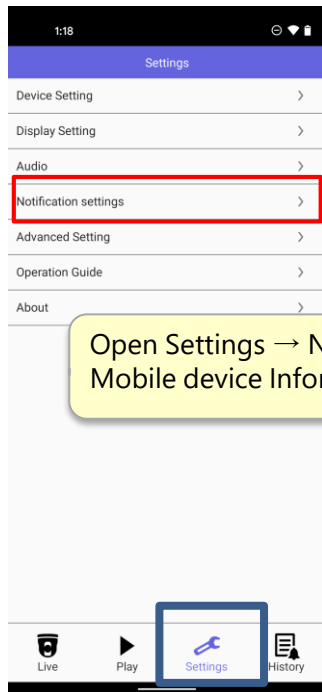 1:18
Settings
Device Setting
Display Setting
Audio
Notification settings
Advanced Setting
Operation Guide
About
Open Settings → N
Mobile device Infor
Live Play Settings History